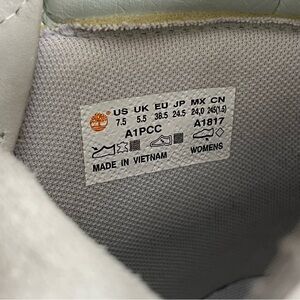 US UK EU JP MX CN
7.5 5.5 38.5 24.5 24.0 245(1.5)
A1PCC A1817
MADE IN VIETNAM WOMENS